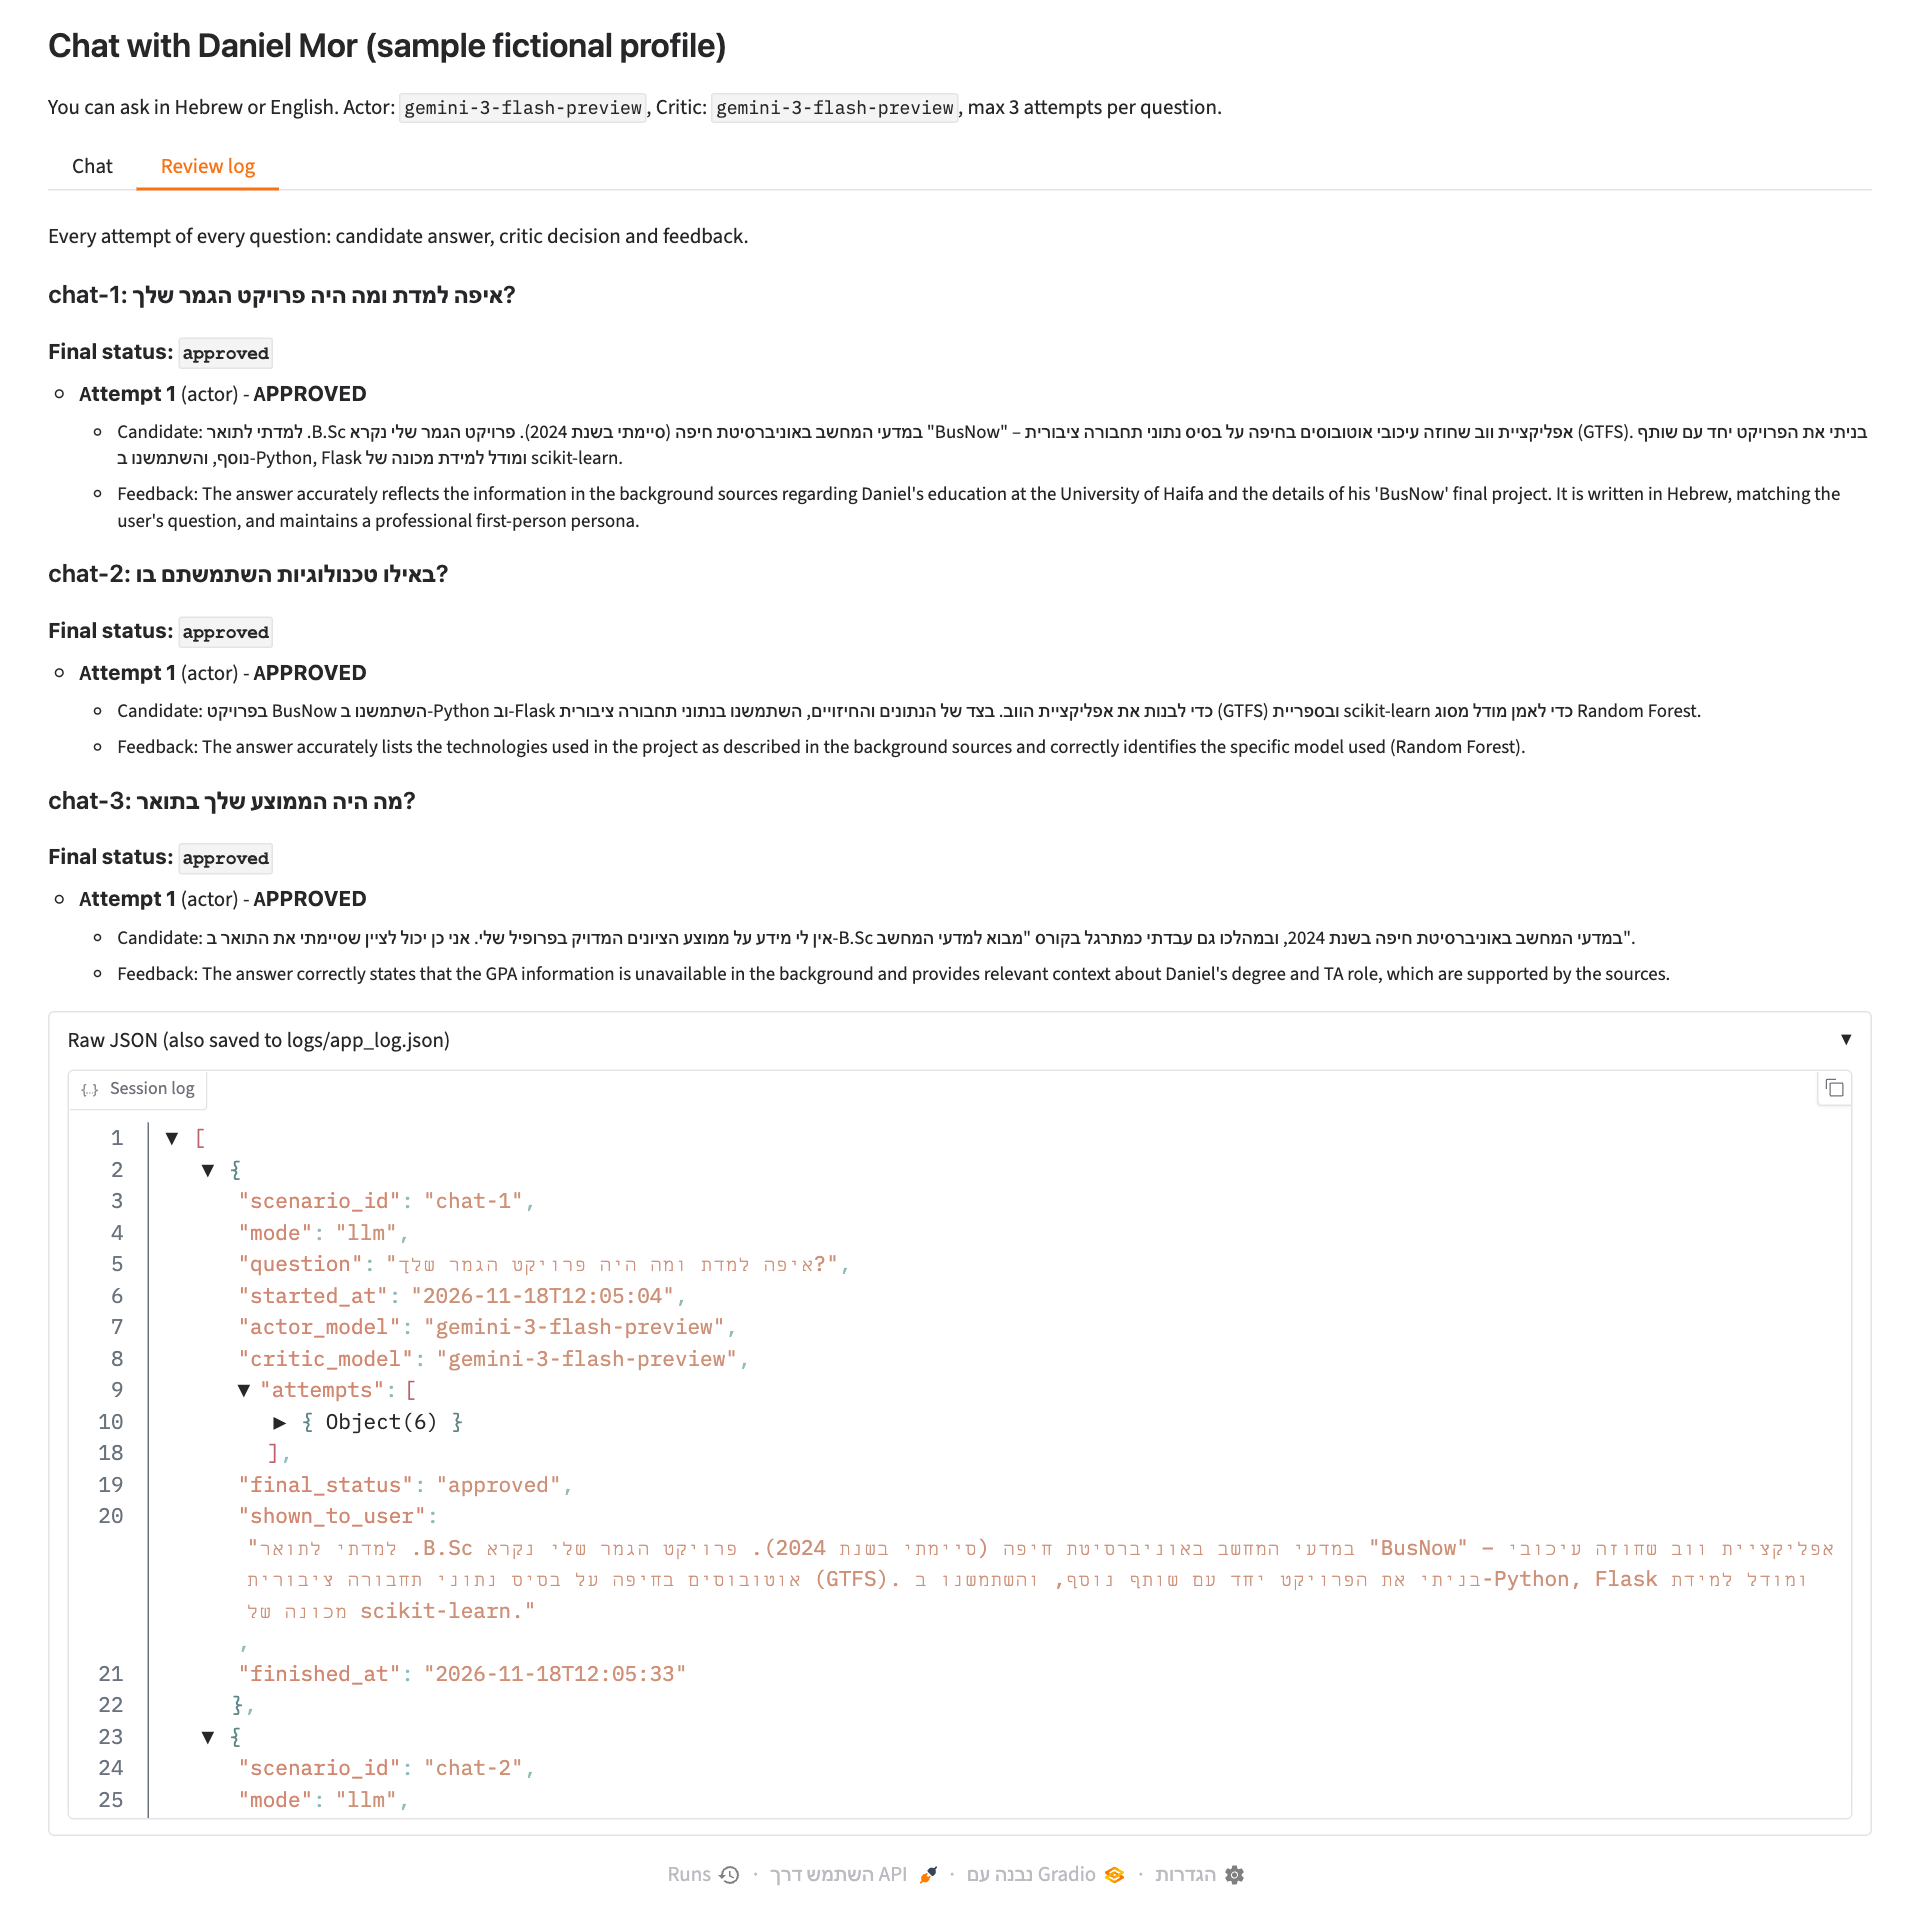 Chat with Daniel Mor (sample fictional profile)
You can ask in Hebrew or English. Actor: gemini-3-flash-preview, Critic: gemini-3-flash-preview, max 3 attempts per question.
Chat Review log
Every attempt of every question: candidate answer, critic decision and feedback.
chat-1: איפה למדת ומה היה פרויקט הגמר שלך?
Final status: approved
Attempt 1 (actor) - APPROVED
Candidate: למדתי לתואר B.Sc. במדעי המחשב באוניברסיטת חיפה (סיימתי בשנת 2024). פרויקט הגמר שלי נקרא "BusNow" – אפליקציית ווב שחוזה עיכובי אוטובוסים בחיפה על בסיס נתוני תחבורה ציבורית (GTFS). בניתי את הפרויקט יחד עם שותף
נוסף, והשתמשנו ב-Python, Flask ומודל למידת מכונה של scikit-learn.
Feedback: The answer accurately reflects the information in the background sources regarding Daniel's education at the University of Haifa and the details of his 'BusNow' final project. It is written in Hebrew, matching the
user's question, and maintains a professional first-person persona.
chat-2: באילו טכנולוגיות השתמשתם בו?
Final status: approved
Attempt 1 (actor) - APPROVED
Candidate: בפרויקט BusNow השתמשנו ב-Python וב-Flask כדי לבנות את אפליקציית הווב. בצד של הנתונים והחיזויים, השתמשנו בנתוני תחבורה ציבורית (GTFS) ובספריית scikit-learn כדי לאמן מודל מסוג Random Forest.
Feedback: The answer accurately lists the technologies used in the project as described in the background sources and correctly identifies the specific model used (Random Forest).
chat-3: מה היה הממוצע שלך בתואר?
Final status: approved
Attempt 1 (actor) - APPROVED
Candidate: אין לי מידע על ממוצע הציונים המדויק בפרופיל שלי. אני כן יכול לציין שסיימתי את התואר ב-B.Sc במדעי המחשב באוניברסיטת חיפה בשנת 2024, ובמהלכו גם עבדתי כמתרגל בקורס "מבוא למדעי המחשב".
Feedback: The answer correctly states that the GPA information is unavailable in the background and provides relevant context about Daniel's degree and TA role, which are supported by the sources.
Raw JSON (also saved to logs/app_log.json) ▼
{..} Session log
1 ▼ [
2 ▼ {
3 "scenario_id": "chat-1",
4 "mode": "llm",
5 "question": "איפה למדת ומה היה פרויקט הגמר שלך?",
6 "started_at": "2026-11-18T12:05:04",
7 "actor_model": "gemini-3-flash-preview",
8 "critic_model": "gemini-3-flash-preview",
9 ▼ "attempts": [
10 ▶ { Object(6) }
18 ],
19 "final_status": "approved",
20 "shown_to_user":
"למדתי לתואר B.Sc. במדעי המחשב באוניברסיטת חיפה (סיימתי בשנת 2024). פרויקט הגמר שלי נקרא "BusNow" – אפליקציית ווב שחוזה עיכובי
אוטובוסים בחיפה על בסיס נתוני תחבורה ציבורית (GTFS). בניתי את הפרויקט יחד עם שותף נוסף, והשתמשנו ב-Python, Flask ומודל למידת
מכונה של scikit-learn."
,
21 "finished_at": "2026-11-18T12:05:33"
22 },
23 ▼ {
24 "scenario_id": "chat-2",
25 "mode": "llm",
Runs · השתמש דרך API · נבנה עם Gradio · הגדרות